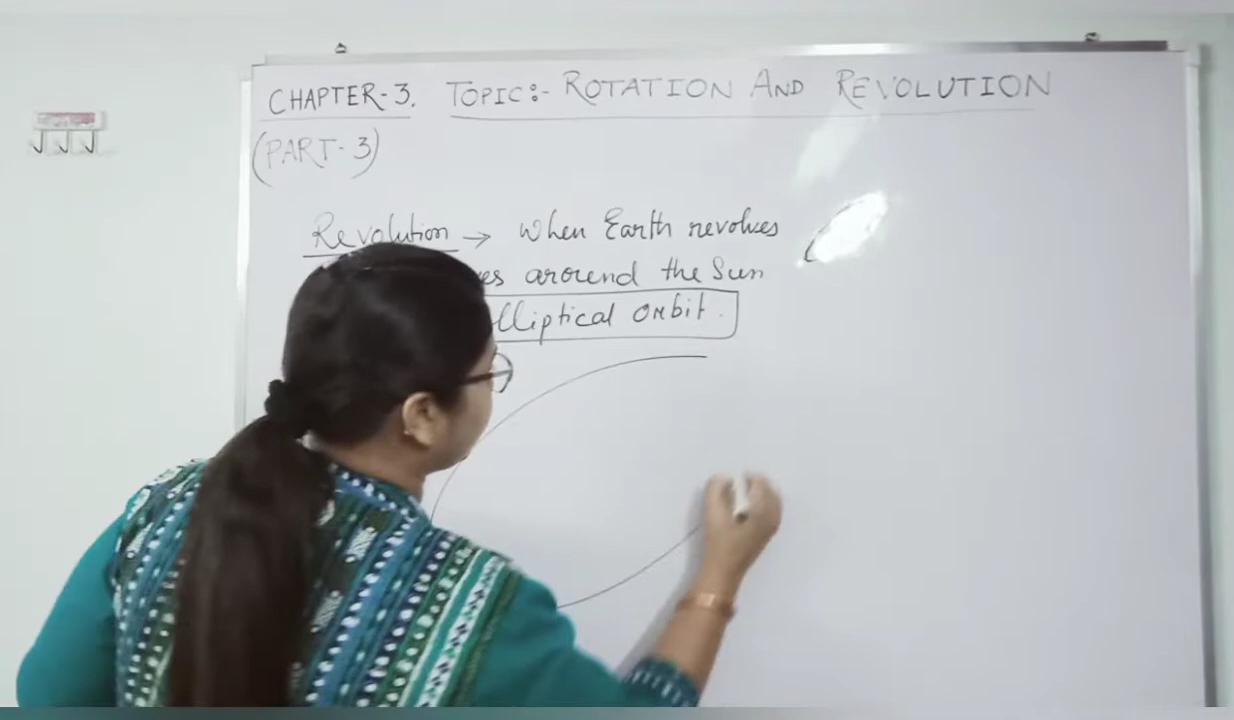 CHAPTER-3. TOPIC:- ROTATION AND REVOLUTION
(PART-3)
Revolution → When Earth revolves
around the Sun
elliptical orbit.